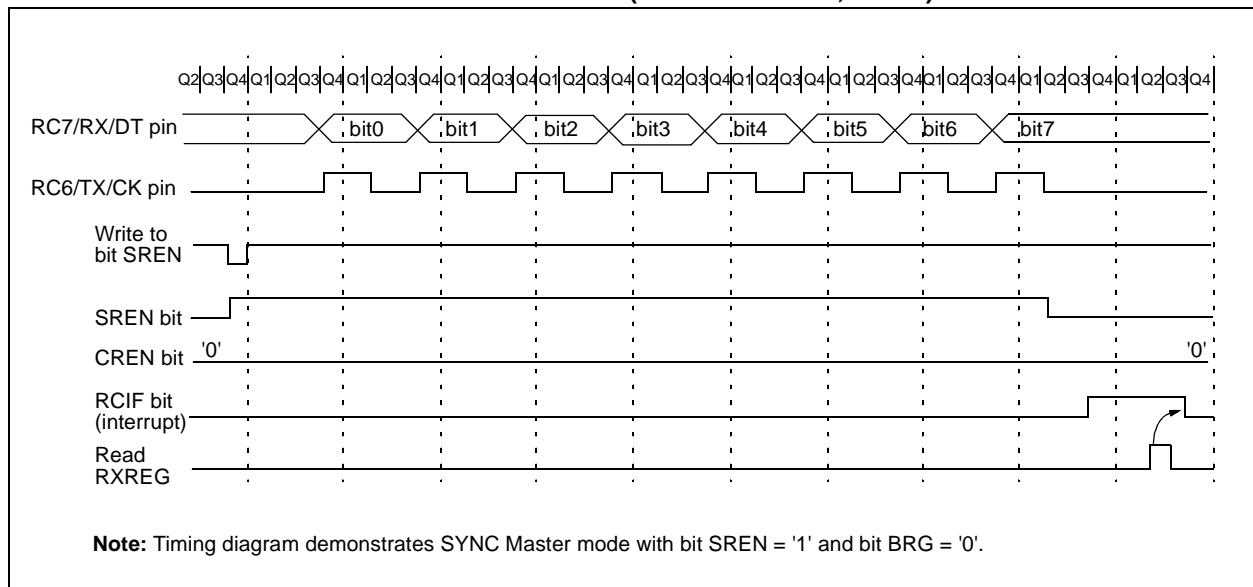 Q2 Q3 Q4 Q1 Q2 Q3 Q4 Q1 Q2 Q3 Q4 Q1 Q2 Q3 Q4 Q1 Q2 Q3 Q4 Q1 Q2 Q3 Q4 Q1 Q2 Q3 Q4 Q1 Q2 Q3 Q4 Q1 Q2 Q3 Q4 Q1 Q2 Q3 Q4 Q1 Q2 Q3 Q4
RC7/RX/DT pin bit0 bit1 bit2 bit3 bit4 bit5 bit6 bit7
RC6/TX/CK pin
Write to
bit SREN
SREN bit
CREN bit '0' '0'
RCIF bit
(interrupt)
Read
RXREG
Note: Timing diagram demonstrates SYNC Master mode with bit SREN = '1' and bit BRG = '0'.